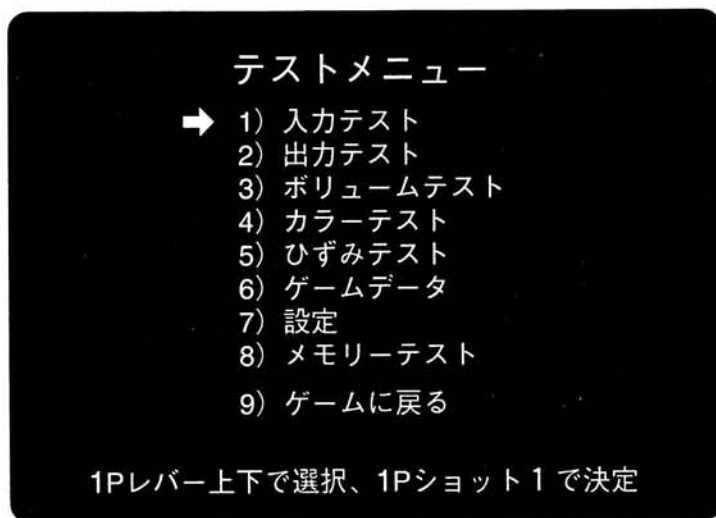 テストメニュー
1) 入力テスト
2) 出力テスト
3) ボリュームテスト
4) カラーテスト
5) ひずみテスト
6) ゲームデータ
7) 設定
8) メモリーテスト
9) ゲームに戻る
1Pレバー上下で選択、1Pショット1で決定